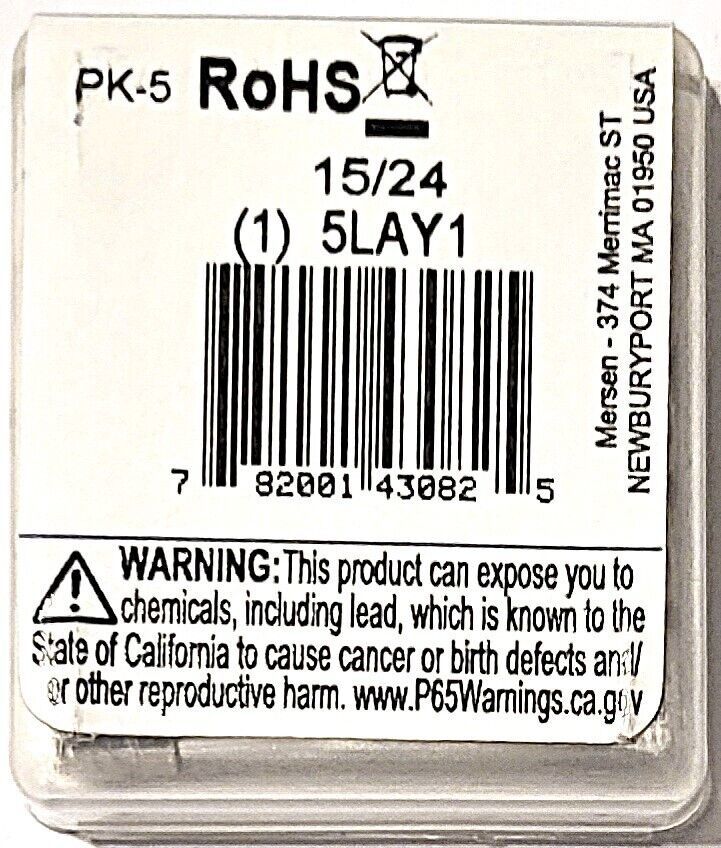 PK-5 RoHS
15/24
(1) 5LAY1
7 82001 43082 5
Mersen - 374 Merrimac ST
NEWBURYPORT MA 01950 USA
WARNING: This product can expose you to
chemicals, including lead, which is known to the
State of California to cause cancer or birth defects and/
or other reproductive harm. www.P65Warnings.ca.gov